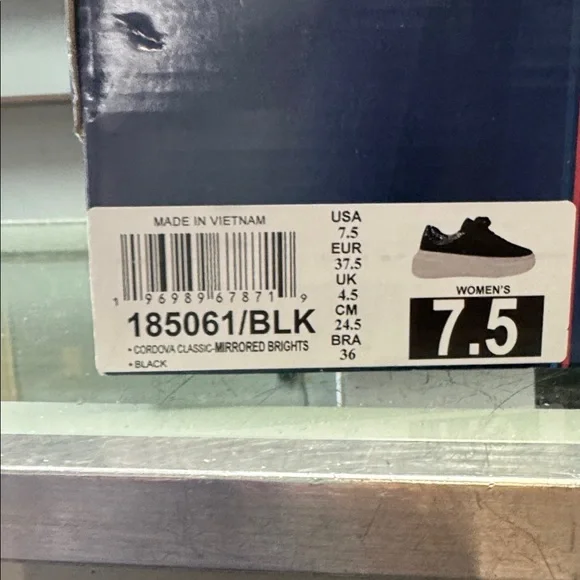 MADE IN VIETNAM
1 96989 67871 9
185061/BLK
• CORDOVA CLASSIC-MIRRORED BRIGHTS
• BLACK
USA
7.5
EUR
37.5
UK
4.5
CM
24.5
BRA
36
WOMEN'S
7.5